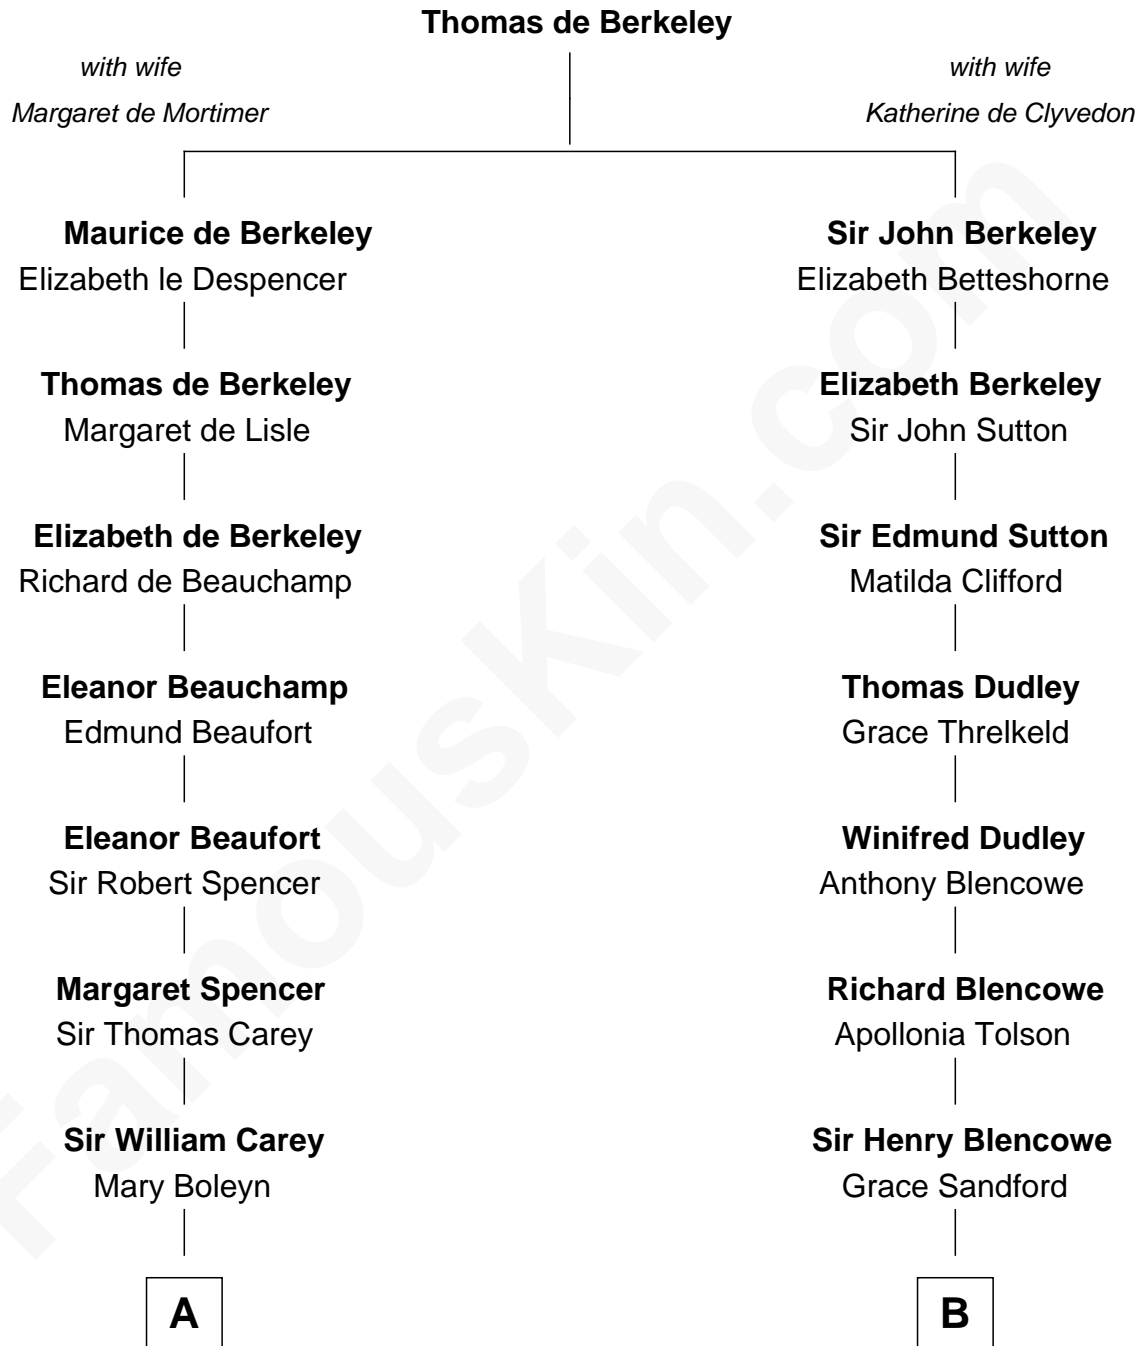 Thomas de Berkeley
with wife
Margaret de Mortimer
with wife
Katherine de Clyvedon
Maurice de Berkeley
Elizabeth le Despencer
Sir John Berkeley
Elizabeth Betteshorne
Thomas de Berkeley
Margaret de Lisle
Elizabeth Berkeley
Sir John Sutton
Elizabeth de Berkeley
Richard de Beauchamp
Sir Edmund Sutton
Matilda Clifford
Eleanor Beauchamp
Edmund Beaufort
Thomas Dudley
Grace Threlkeld
Eleanor Beaufort
Sir Robert Spencer
Winifred Dudley
Anthony Blencowe
Margaret Spencer
Sir Thomas Carey
Richard Blencowe
Apollonia Tolson
Sir William Carey
Mary Boleyn
Sir Henry Blencowe
Grace Sandford
A
B
FamousKin.com